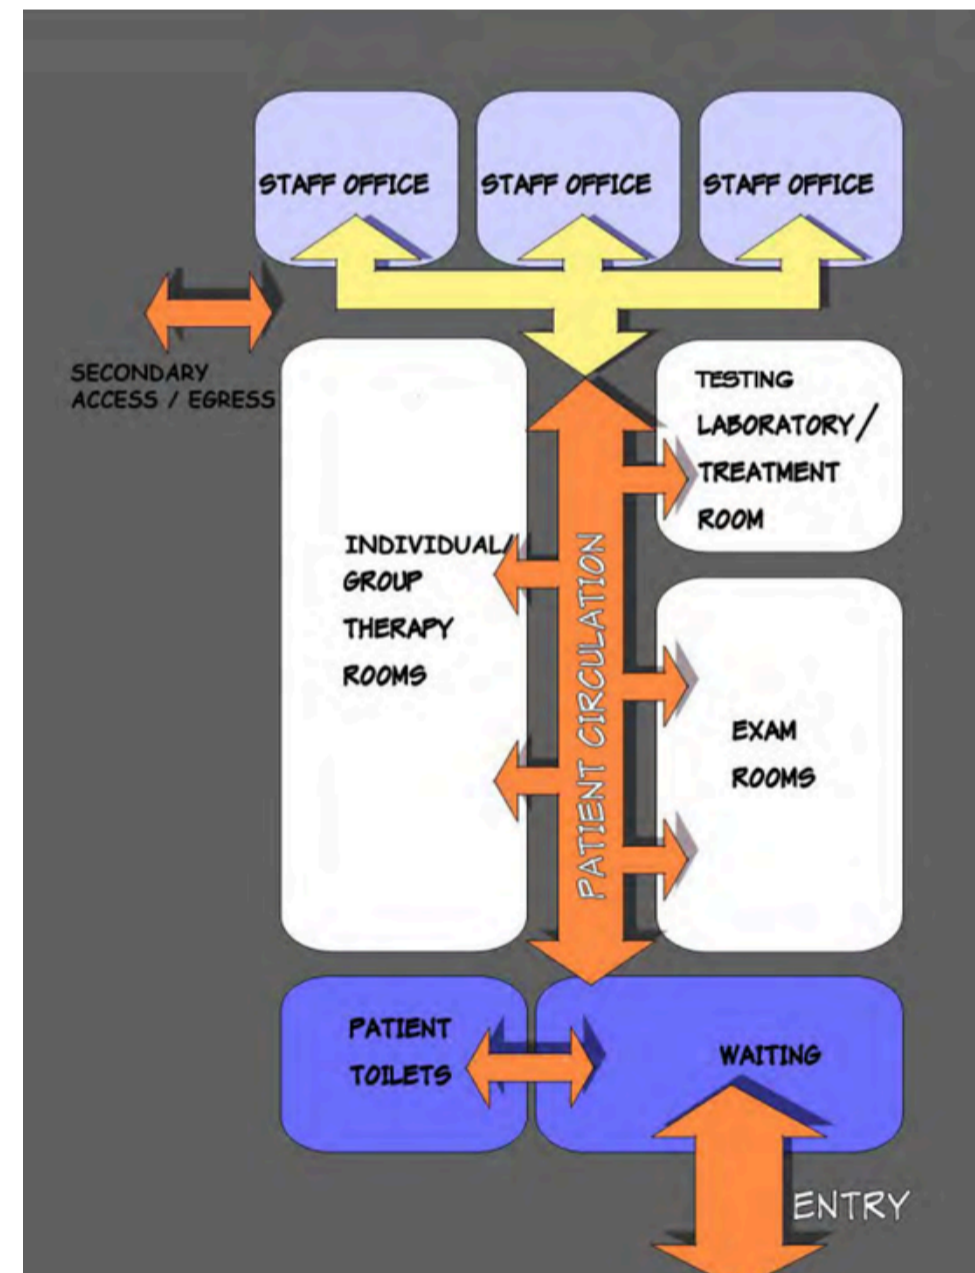 STAFF OFFICE
STAFF OFFICE
STAFF OFFICE
SECONDARY
ACCESS / EGRESS
TESTING
LABORATORY/
TREATMENT
ROOM
INDIVIDUAL/
GROUP
THERAPY
ROOMS
PATIENT CIRCULATION
EXAM
ROOMS
PATIENT
TOILETS
WAITING
ENTRY